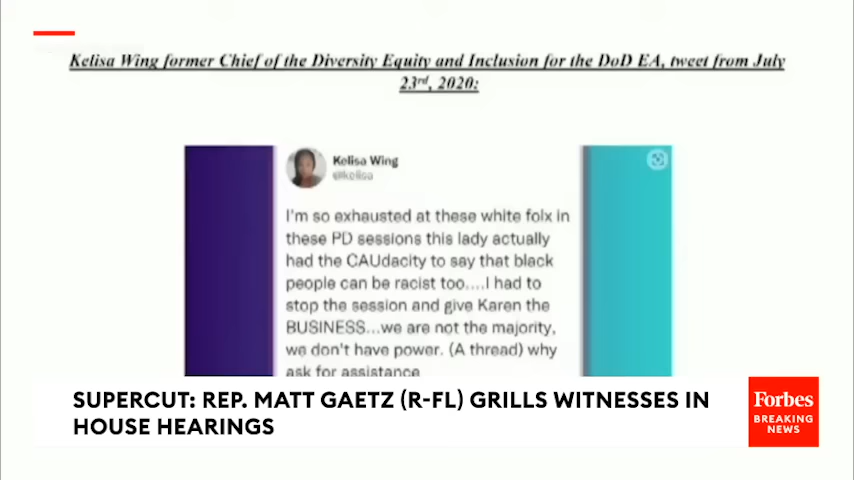 Kelisa Wing former Chief of the Diversity Equity and Inclusion for the DoD EA, tweet from July
23rd, 2020:
Kelisa Wing
@kelisa
I'm so exhausted at these white folx in
these PD sessions this lady actually
had the CAUdacity to say that black
people can be racist too....I had to
stop the session and give Karen the
BUSINESS...we are not the majority,
we don't have power. (A thread) why
ask for assistance
SUPERCUT: REP. MATT GAETZ (R-FL) GRILLS WITNESSES IN
HOUSE HEARINGS
Forbes
BREAKING
NEWS